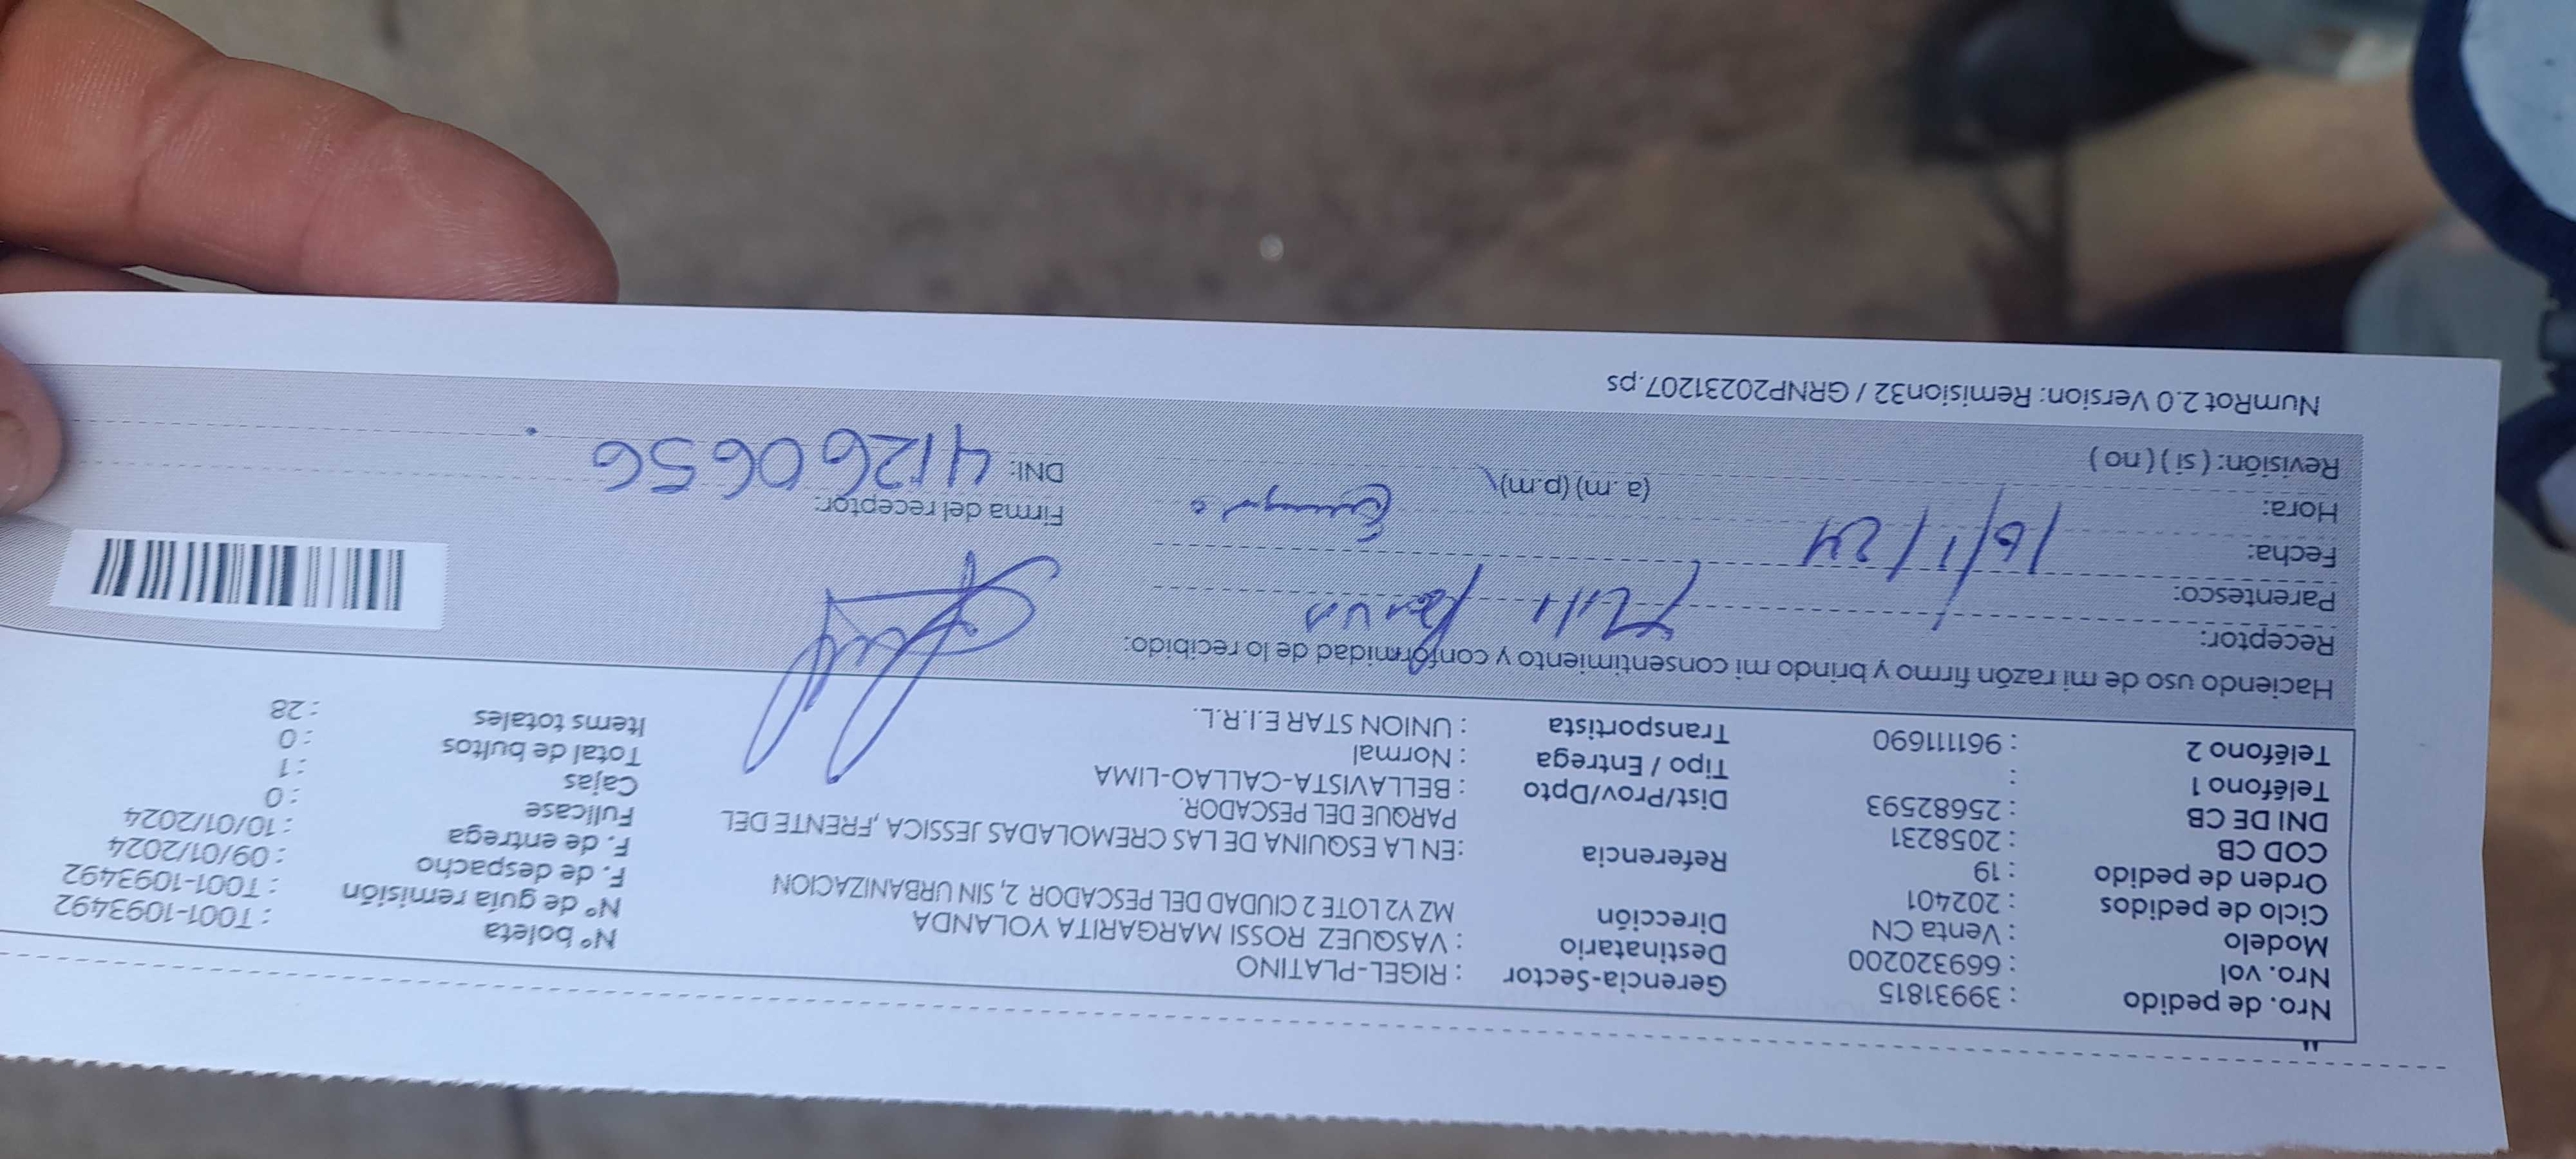 Nro. de pedido : 39931815 Gerencia-Sector : RIGEL-PLATINO Nº boleta : T001-1093492
Nro. vol : 669320200 Destinatario : VASQUEZ ROSSI MARGARITA YOLANDA Nº de guía remisión : T001-1093492
Modelo : Venta CN Dirección MZ Y2 LOTE 2 CIUDAD DEL PESCADOR 2, SIN URBANIZACION F. de despacho : 09/01/2024
Ciclo de pedidos : 202401 F. de entrega : 10/01/2024
Orden de pedido : 19 Referencia :EN LA ESQUINA DE LAS CREMOLADAS JESSICA ,FRENTE DEL Fullcase : 0
COD CB : 2058231 PARQUE DEL PESCADOR. Cajas : 1
DNI DE CB : 25682593 Dist/Prov/Dpto : BELLAVISTA-CALLAO-LIMA Total de bultos : 0
Teléfono 1 : Tipo / Entrega : Normal Items totales : 28
Teléfono 2 : 961111690 Transportista : UNION STAR E.I.R.L.
Haciendo uso de mi razón firmo y brindo mi consentimiento y conformidad de lo recibido:
Receptor:
Parentesco:
Fecha: 10/1/24
Hora: (a.m) (p.m) Firma del receptor:
Revisión: ( sí ) ( no ) DNI: 41260656
NumRot 2.0 Version: Remision32 / GRNP20231207.ps